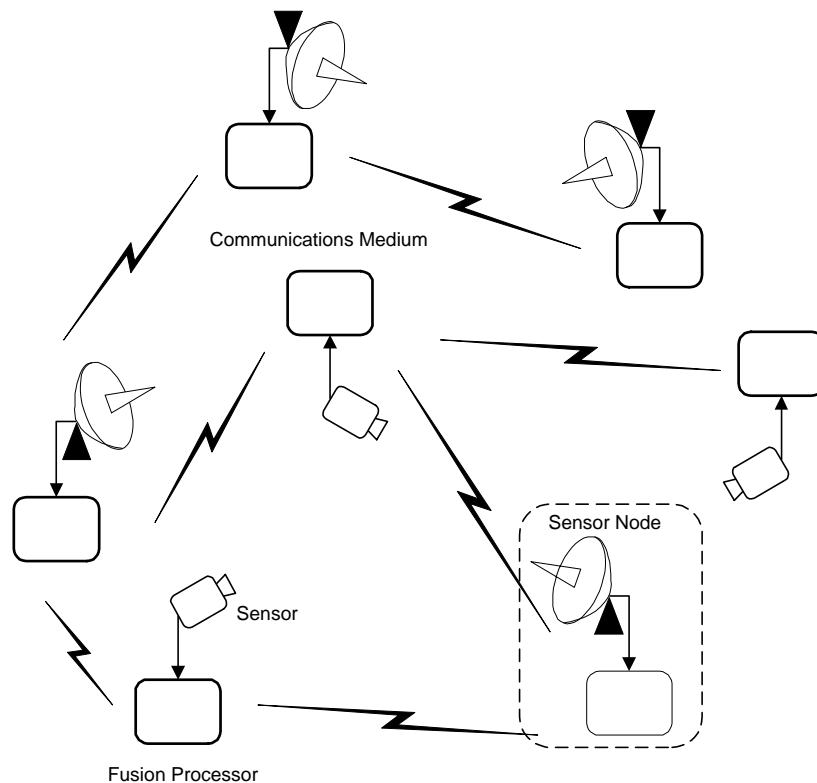 Communications Medium
Sensor Node
Sensor
Fusion Processor